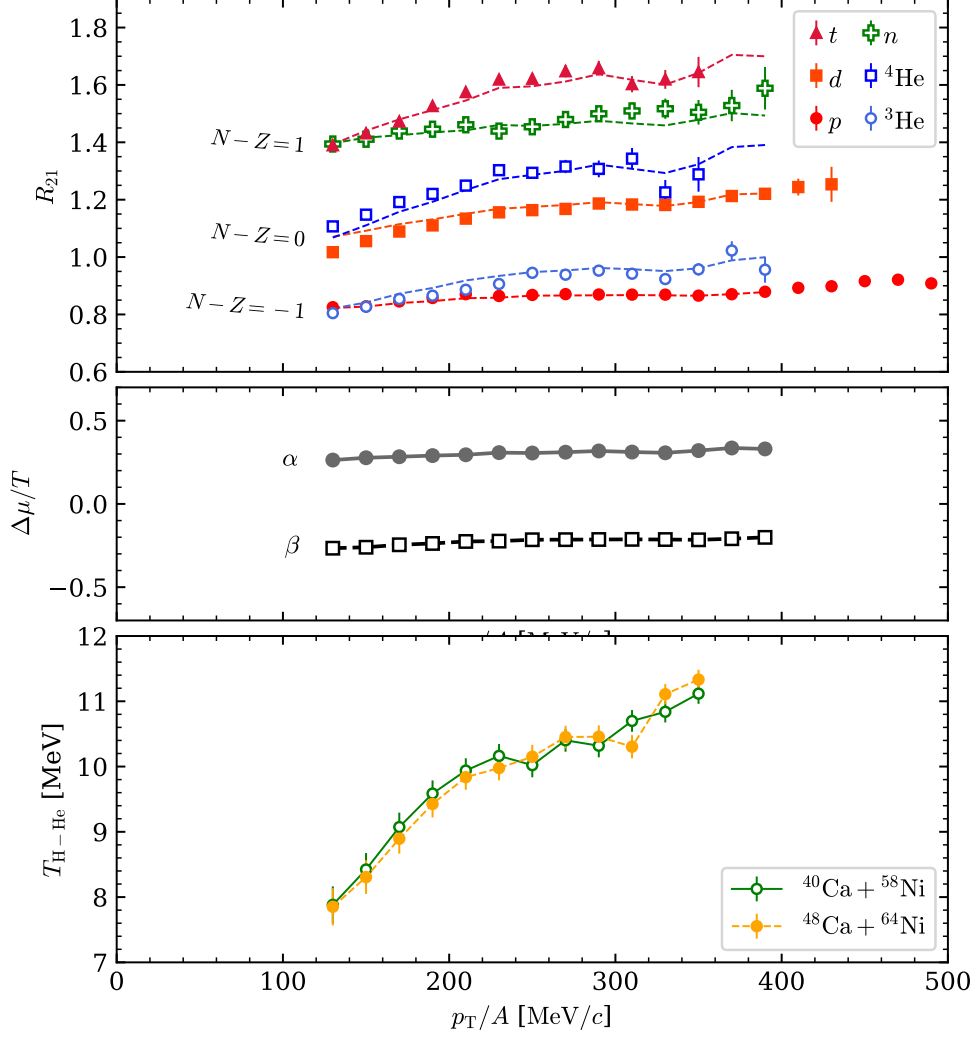 1.8
1.6
1.4
1.2
1.0
0.8
0.6
R₂₁
t n
d ⁴He
p ³He
N − Z = 1
N − Z = 0
N − Z = −1
0.5
0.0
−0.5
Δμ/T
α
β
12
11
10
9
8
7
T_H−He [MeV]
⁴⁰Ca + ⁵⁸Ni
⁴⁸Ca + ⁶⁴Ni
0 100 200 300 400 500
p_T/A [MeV/c]